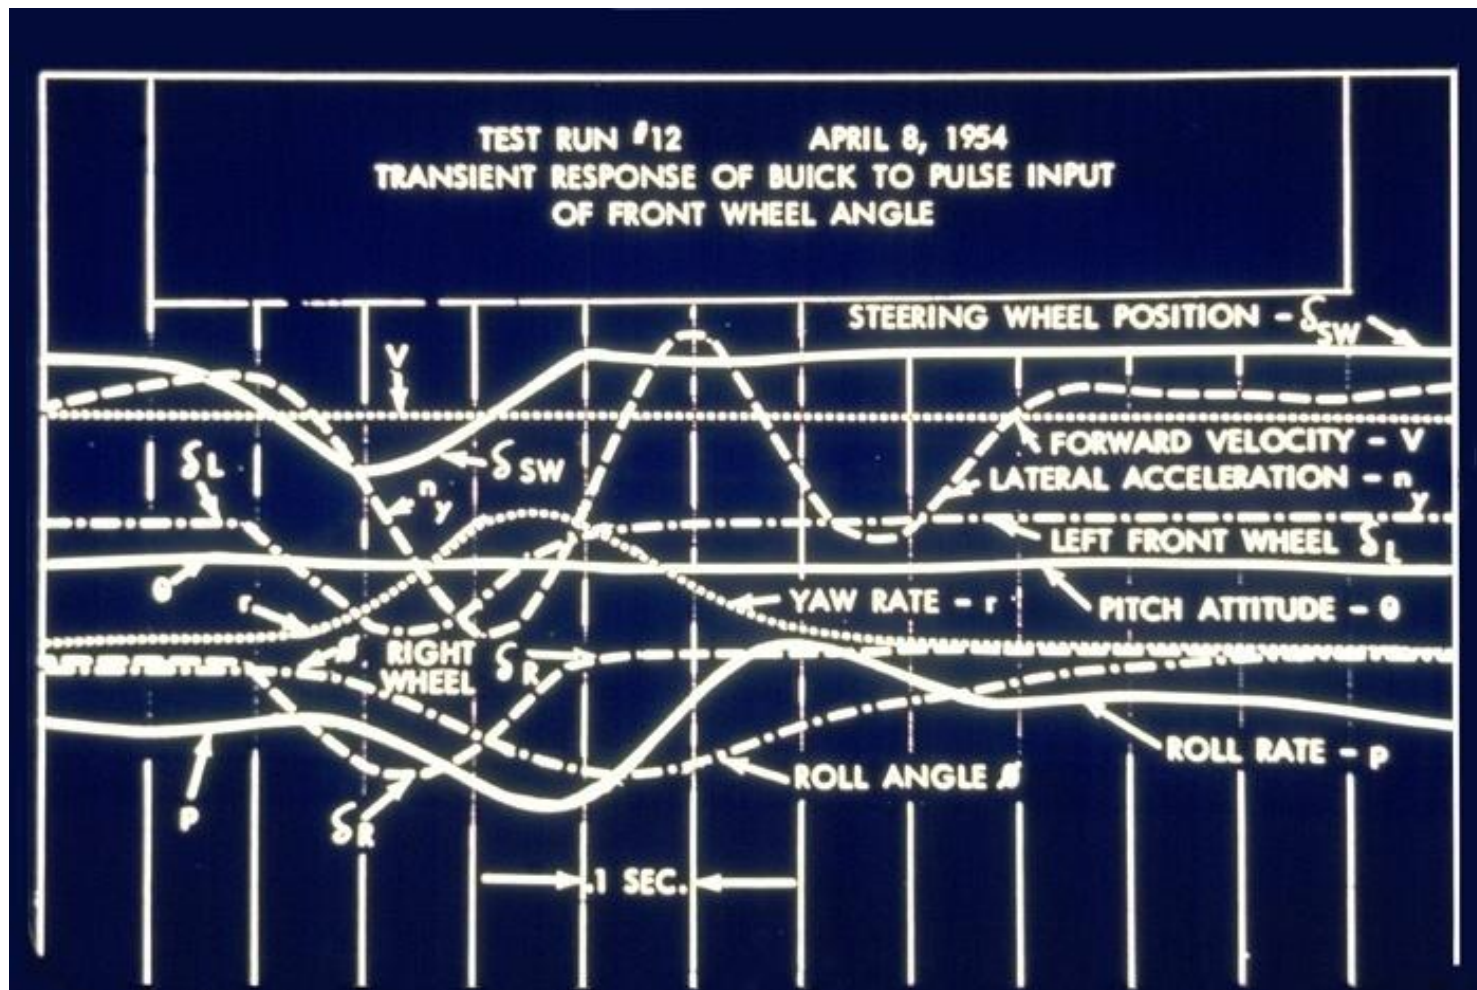 TEST RUN #12 APRIL 8, 1954
TRANSIENT RESPONSE OF BUICK TO PULSE INPUT
OF FRONT WHEEL ANGLE
STEERING WHEEL POSITION - δSW
V
δL
δSW
ny
FORWARD VELOCITY - V
LATERAL ACCELERATION - ny
LEFT FRONT WHEEL δL
θ
r
YAW RATE - r
PITCH ATTITUDE - θ
ø
RIGHT
WHEEL δR
ROLL RATE - p
ROLL ANGLE ø
P
δR
.1 SEC.